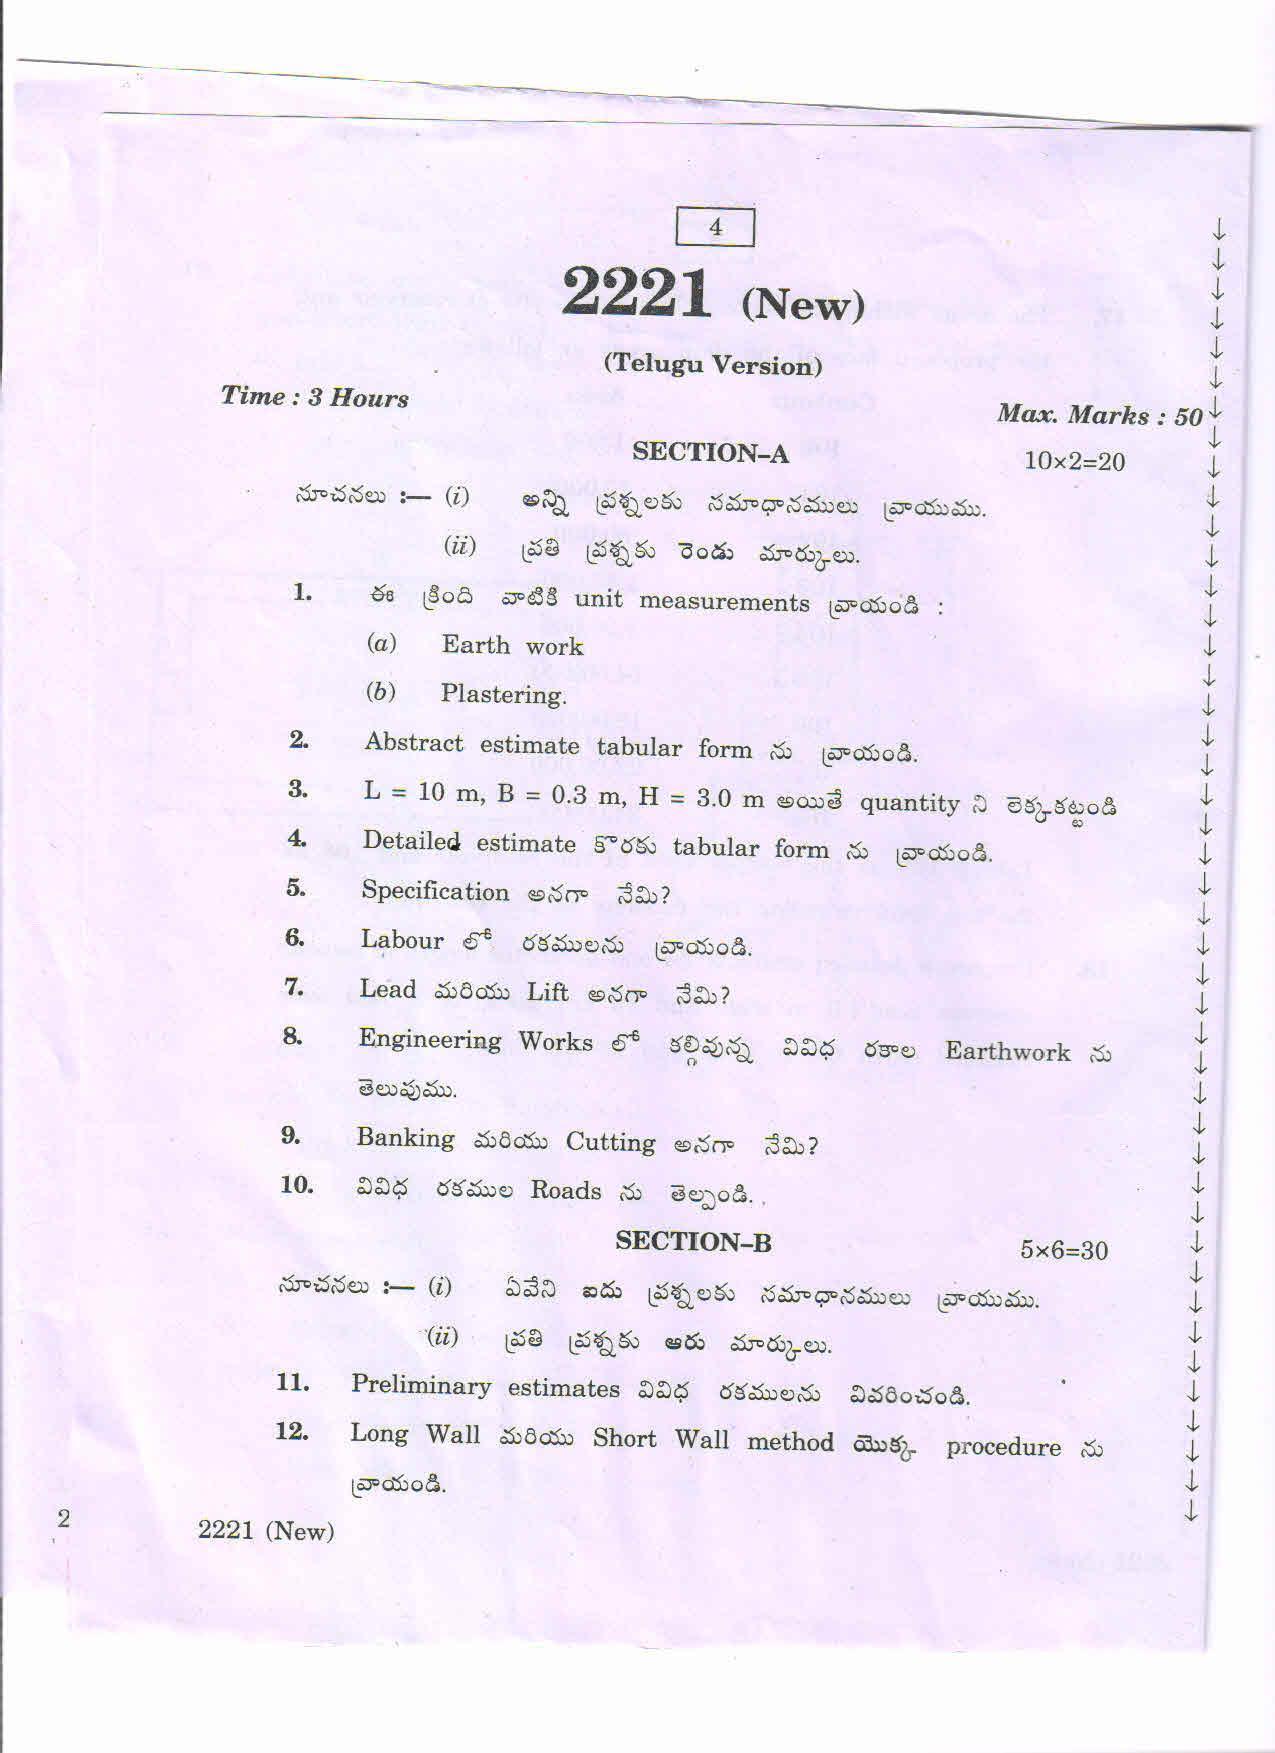 4
2221 (New)
(Telugu Version)
Time : 3 Hours
Max. Marks : 50
SECTION–A
10×2=20
సూచనలు :— (i) అన్ని ప్రశ్నలకు సమాధానములు వ్రాయుము.
(ii) ప్రతి ప్రశ్నకు రెండు మార్కులు.
1. ఈ క్రింది వాటికి unit measurements వ్రాయండి :
(a) Earth work
(b) Plastering.
2. Abstract estimate tabular form ను వ్రాయండి.
3. L = 10 m, B = 0.3 m, H = 3.0 m అయితే quantity ని లెక్కకట్టండి
4. Detailed estimate కొరకు tabular form ను వ్రాయండి.
5. Specification అనగా నేమి?
6. Labour లో రకములను వ్రాయండి.
7. Lead మరియు Lift అనగా నేమి?
8. Engineering Works లో కల్గివున్న వివిధ రకాల Earthwork ను
తెలుపుము.
9. Banking మరియు Cutting అనగా నేమి?
10. వివిధ రకముల Roads ను తెల్పండి.
SECTION–B
5×6=30
సూచనలు :— (i) ఏవేని ఐదు ప్రశ్నలకు సమాధానములు వ్రాయుము.
(ii) ప్రతి ప్రశ్నకు ఆరు మార్కులు.
11. Preliminary estimates వివిధ రకములను వివరించండి.
12. Long Wall మరియు Short Wall method యొక్క procedure ను
వ్రాయండి.
2
2221 (New)